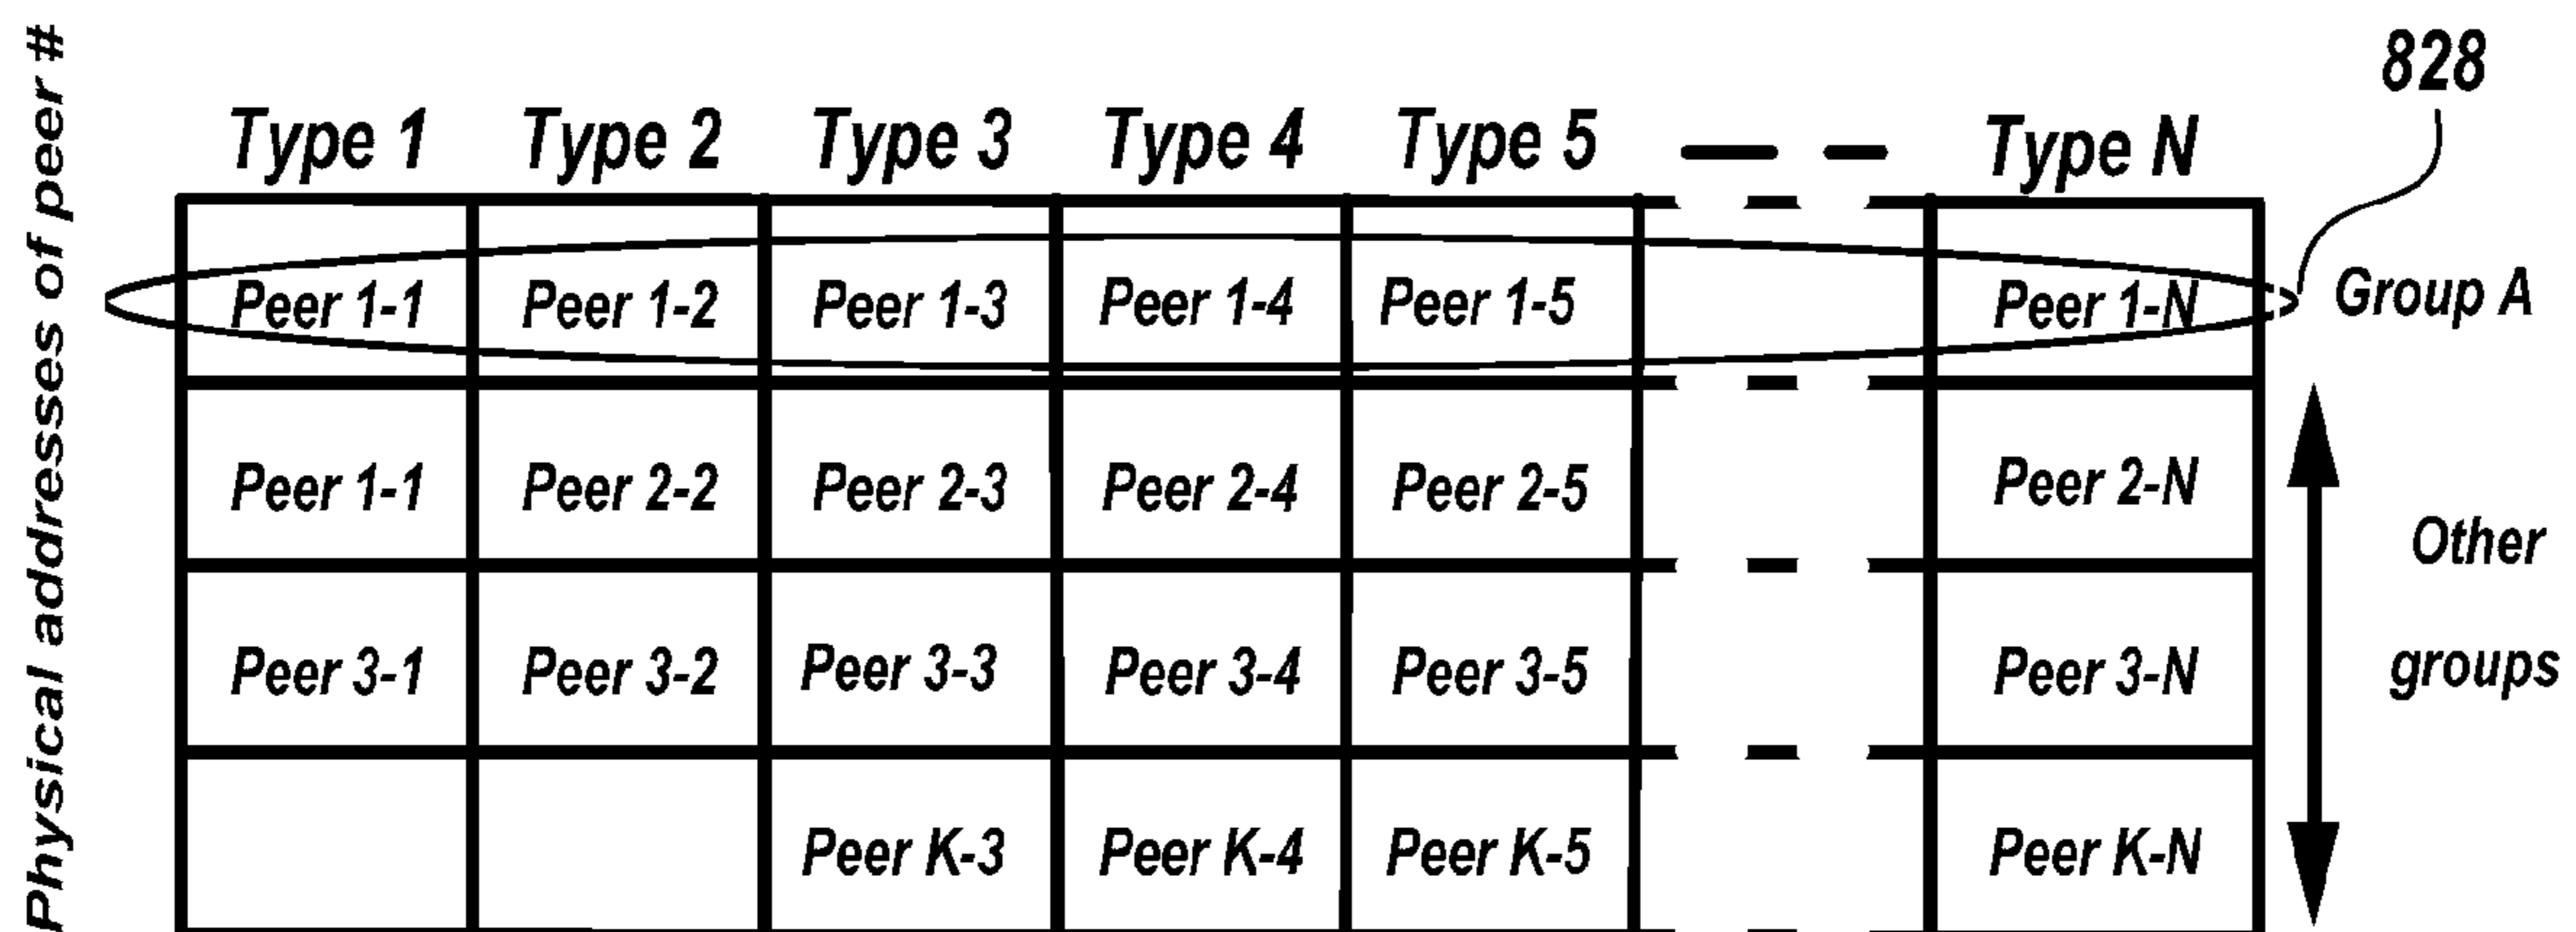 Physical addresses of peer #
828
Type 1 Type 2 Type 3 Type 4 Type 5 Type N
Peer 1-1 Peer 1-2 Peer 1-3 Peer 1-4 Peer 1-5 Peer 1-N Group A
Peer 1-1 Peer 2-2 Peer 2-3 Peer 2-4 Peer 2-5 Peer 2-N
Other
Peer 3-1 Peer 3-2 Peer 3-3 Peer 3-4 Peer 3-5 Peer 3-N groups
Peer K-3 Peer K-4 Peer K-5 Peer K-N